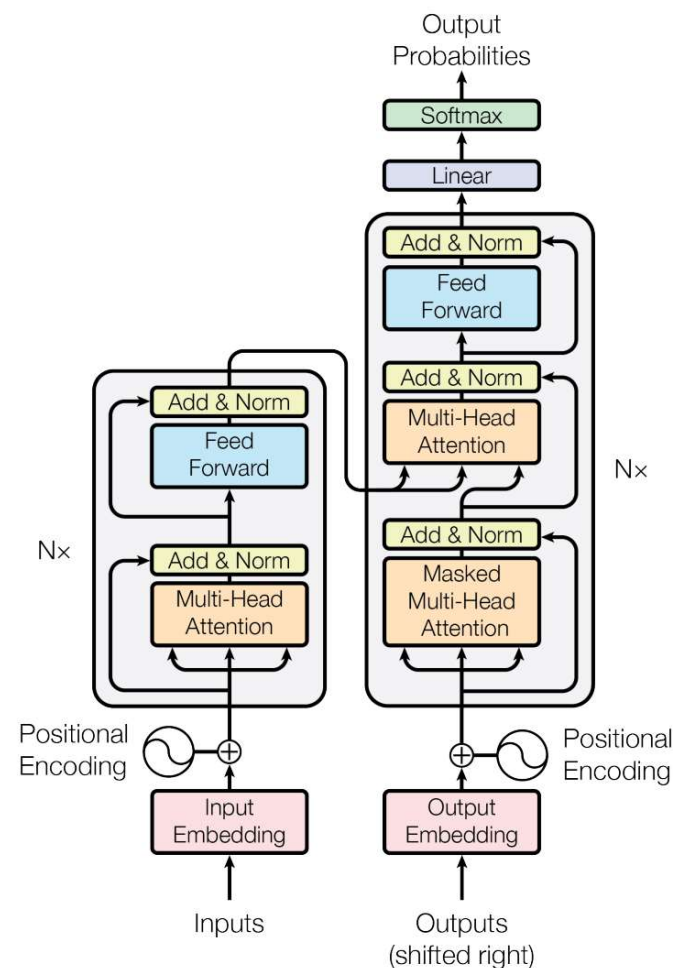 Output
Probabilities
Softmax
Linear
Add & Norm
Feed
Forward
Add & Norm
Multi-Head
Attention
Add & Norm
Masked
Multi-Head
Attention
N×
Add & Norm
Feed
Forward
Add & Norm
Multi-Head
Attention
N×
Positional
Encoding
Positional
Encoding
Input
Embedding
Output
Embedding
Inputs
Outputs
(shifted right)